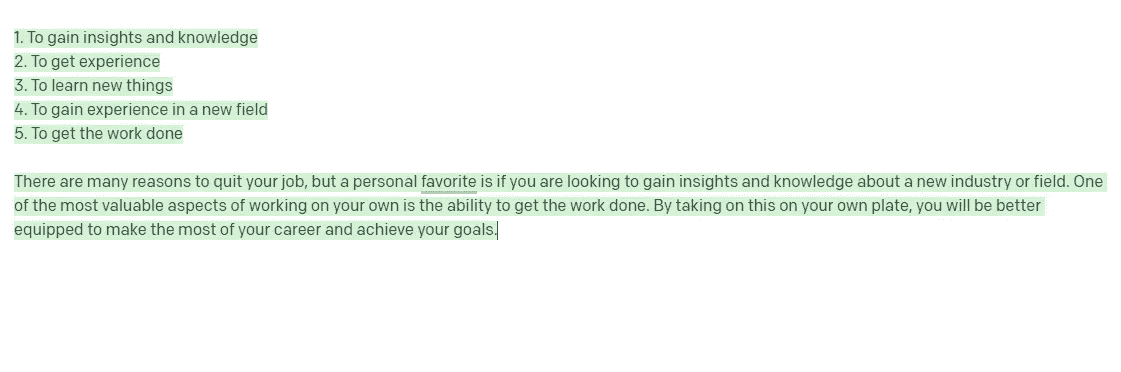 1. To gain insights and knowledge
2. To get experience
3. To learn new things
4. To gain experience in a new field
5. To get the work done
There are many reasons to quit your job, but a personal favorite is if you are looking to gain insights and knowledge about a new industry or field. One
of the most valuable aspects of working on your own is the ability to get the work done. By taking on this on your own plate, you will be better
equipped to make the most of your career and achieve your goals.